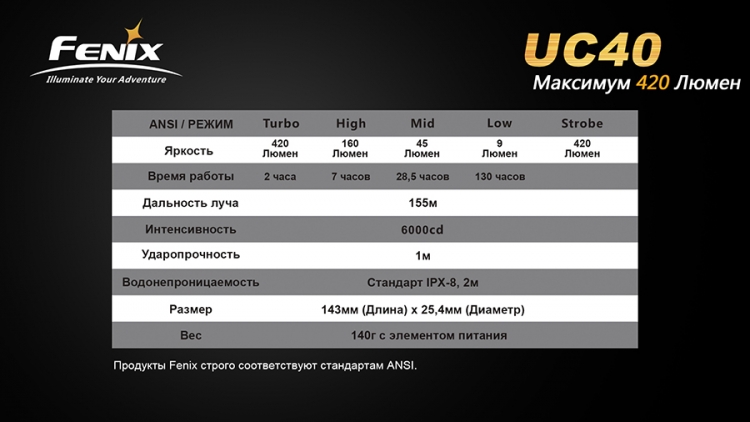 FENIX
Illuminate Your Adventure
UC40
Максимум 420 Люмен
ANSI / РЕЖИМ Turbo High Mid Low Strobe
Яркость 420 Люмен 160 Люмен 45 Люмен 9 Люмен 420 Люмен
Время работы 2 часа 7 часов 28,5 часов 130 часов
Дальность луча 155м
Интенсивность 6000cd
Ударопрочность 1м
Водонепроницаемость Стандарт IPX-8, 2м
Размер 143мм (Длина) x 25,4мм (Диаметр)
Вес 140г с элементом питания
Продукты Fenix строго соответствуют стандартам ANSI.